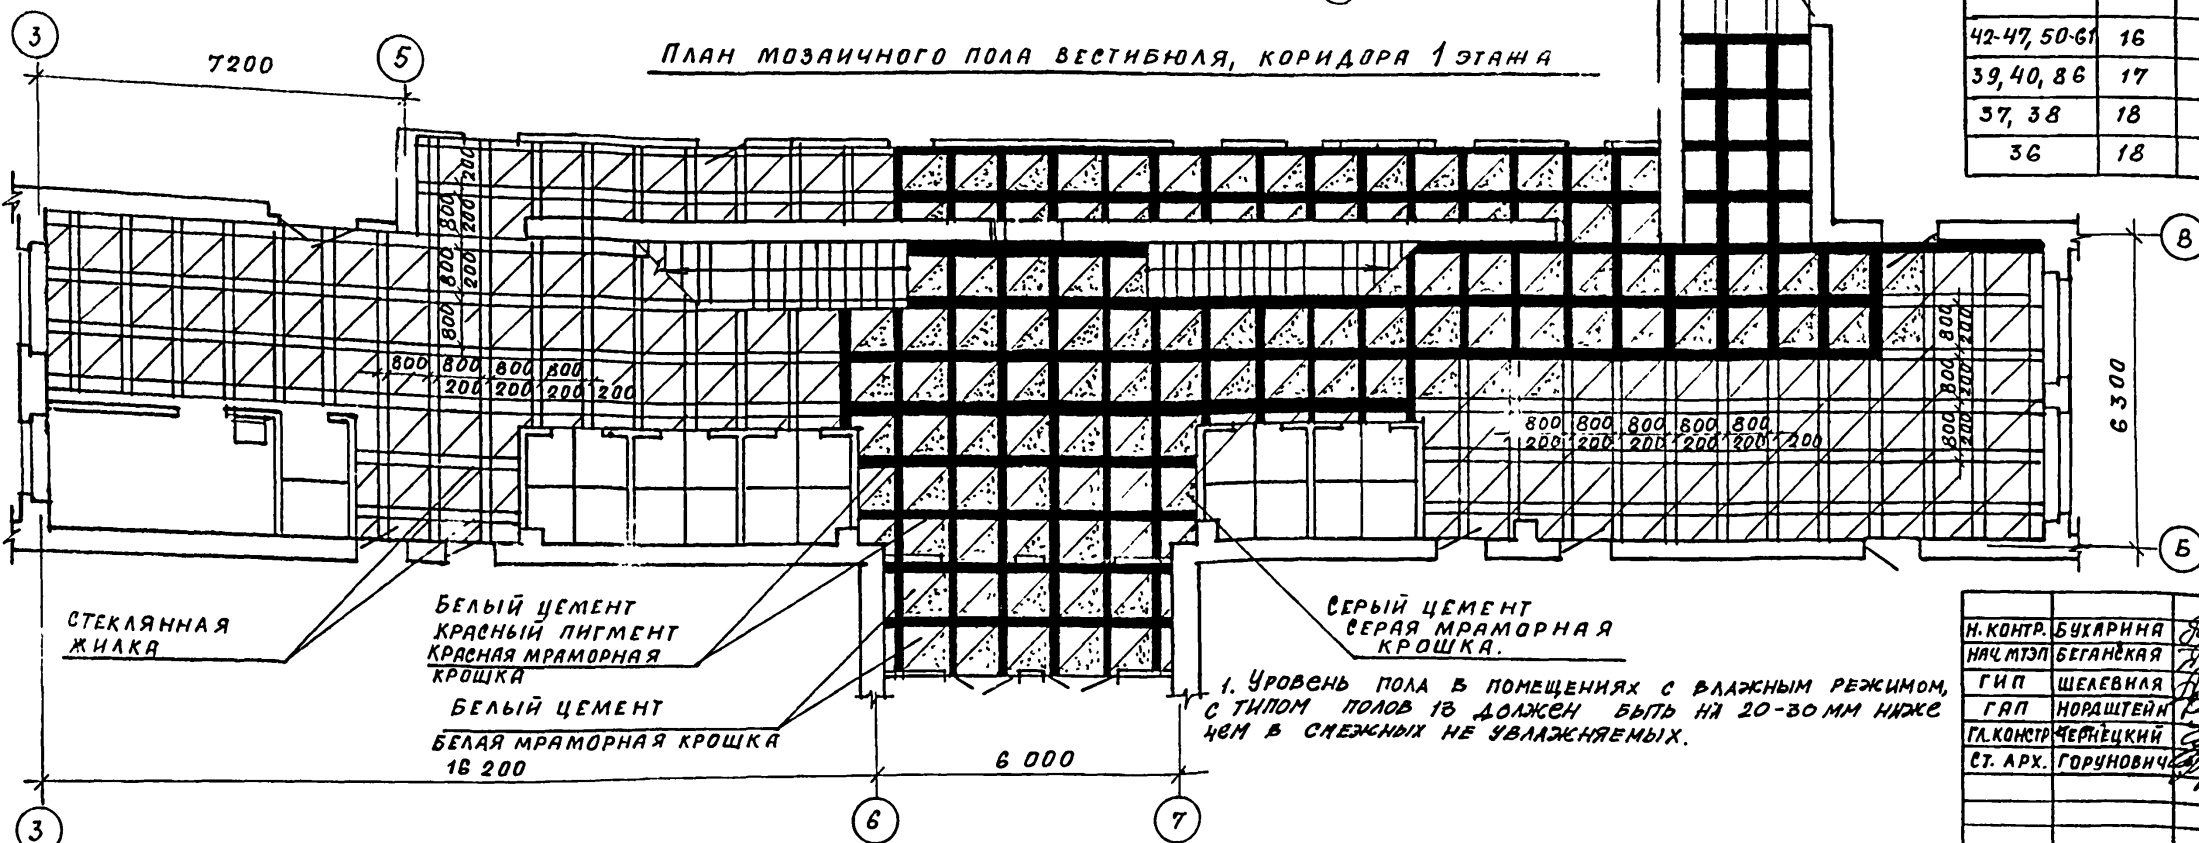 ПЛАН МОЗАИЧНОГО ПОЛА ВЕСТИБЮЛЯ, КОРИДОРА 1 ЭТАЖА
3
7200
5
42-47, 50-61 16
39, 40, 86 17
37, 38 18
36 18
800 800 800
200 200 200
800 800 800 800
200 200 200 200
800 800 800 800 800
200 200 200 200 200 200
800 800 800
200 200 200
В
6300
Б
СТЕКЛЯННАЯ
ЖИЛКА
БЕЛЫЙ ЦЕМЕНТ
КРАСНЫЙ ПИГМЕНТ
КРАСНАЯ МРАМОРНАЯ
КРОШКА
БЕЛЫЙ ЦЕМЕНТ
БЕЛАЯ МРАМОРНАЯ КРОШКА
СЕРЫЙ ЦЕМЕНТ
СЕРАЯ МРАМОРНАЯ
КРОШКА.
1. УРОВЕНЬ ПОЛА В ПОМЕЩЕНИЯХ С ВЛАЖНЫМ РЕЖИМОМ,
С ТИПОМ ПОЛОВ 13 ДОЛЖЕН БЫТЬ НА 20-30 ММ НИЖЕ
ЧЕМ В СМЕЖНЫХ НЕ УВЛАЖНЯЕМЫХ.
16 200
6 000
3
6
7
Н. КОНТР. БУХАРИНА
НАЧ. МТЭП БЕГАНСКАЯ
ГИП ШЕЛЕВИЛЯ
ГАП НОРДШТЕЙН
ГЛ. КОНСТР ЧЕРНЕЦКИЙ
СТ. АРХ. ГОРУНОВИЧ